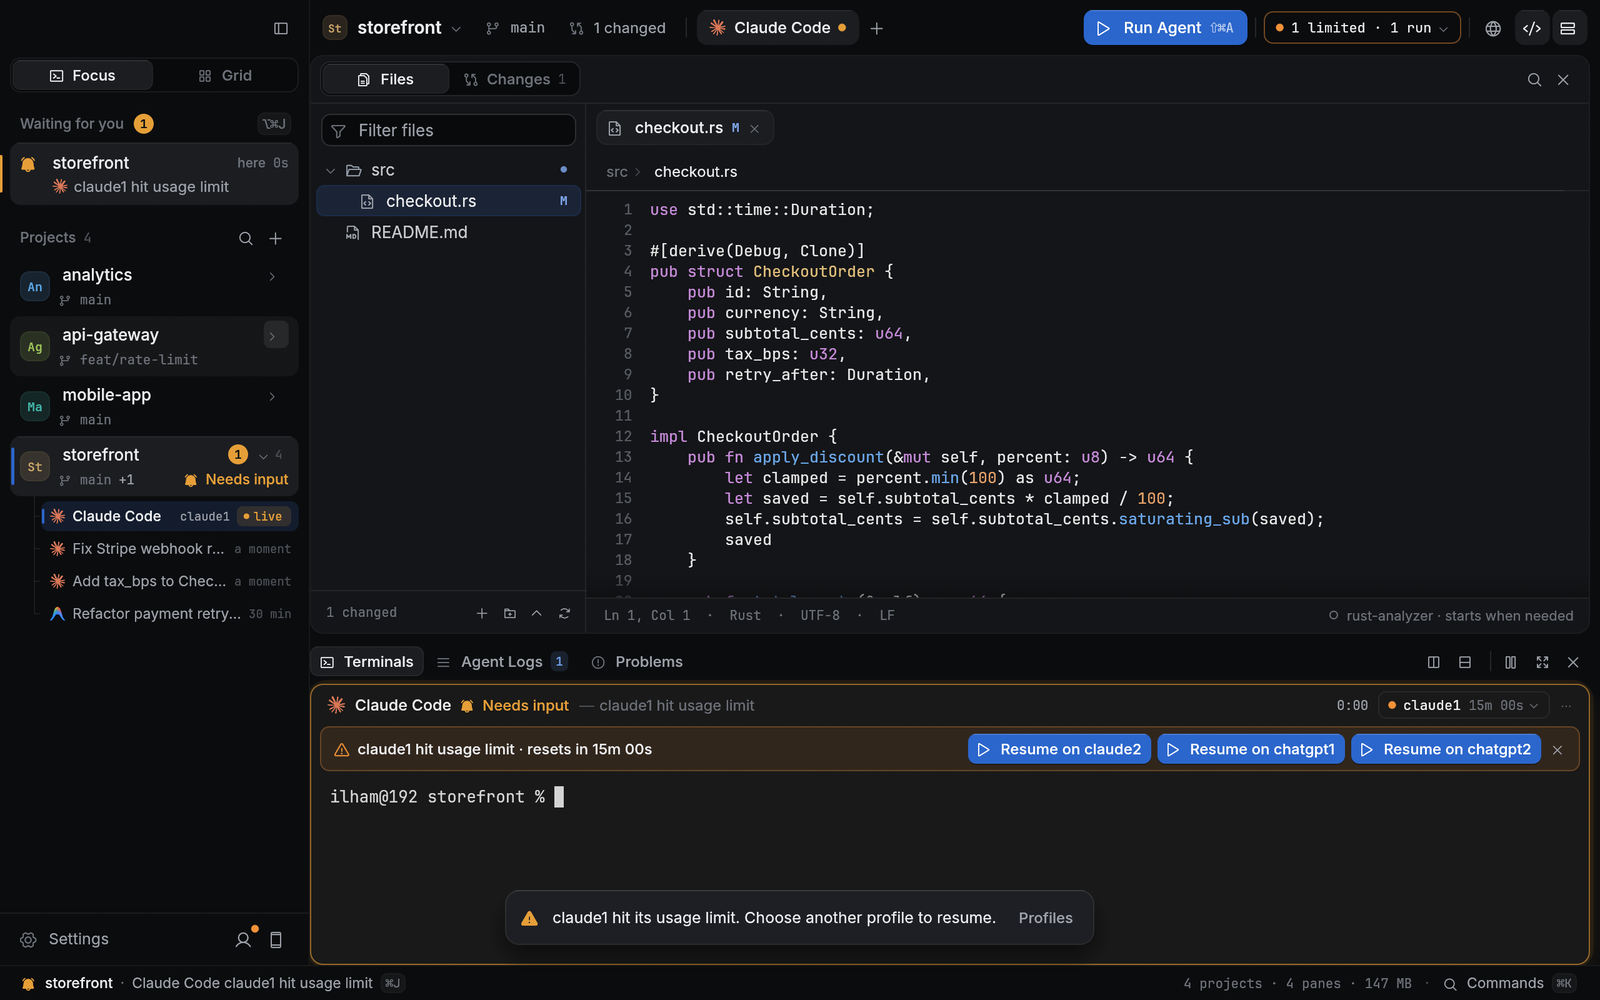 St storefront
main
1 changed
Claude Code
Run Agent ⇧⌘A
1 limited · 1 run
Focus
Grid
Waiting for you 1 ⌥⌘J
storefront here 0s
claude1 hit usage limit
Projects 4
An analytics
main
Ag api-gateway
feat/rate-limit
Ma mobile-app
main
St storefront 1 4
main +1 Needs input
Claude Code claude1 live
Fix Stripe webhook r... a moment
Add tax_bps to Chec... a moment
Refactor payment retry... 30 min
Settings
Files
Changes 1
Filter files
src
checkout.rs M
README.md
1 changed
checkout.rs M
src > checkout.rs
1 use std::time::Duration;
2
3 #[derive(Debug, Clone)]
4 pub struct CheckoutOrder {
5 pub id: String,
6 pub currency: String,
7 pub subtotal_cents: u64,
8 pub tax_bps: u32,
9 pub retry_after: Duration,
10 }
11
12 impl CheckoutOrder {
13 pub fn apply_discount(&mut self, percent: u8) -> u64 {
14 let clamped = percent.min(100) as u64;
15 let saved = self.subtotal_cents * clamped / 100;
16 self.subtotal_cents = self.subtotal_cents.saturating_sub(saved);
17 saved
18 }
19
Ln 1, Col 1 · Rust · UTF-8 · LF
rust-analyzer · starts when needed
Terminals
Agent Logs 1
Problems
Claude Code Needs input — claude1 hit usage limit
0:00 claude1 15m 00s ...
claude1 hit usage limit · resets in 15m 00s
Resume on claude2
Resume on chatgpt1
Resume on chatgpt2
ilham@192 storefront %
claude1 hit its usage limit. Choose another profile to resume. Profiles
storefront · Claude Code claude1 hit usage limit ⌘J
4 projects · 4 panes · 147 MB · Commands ⌘K